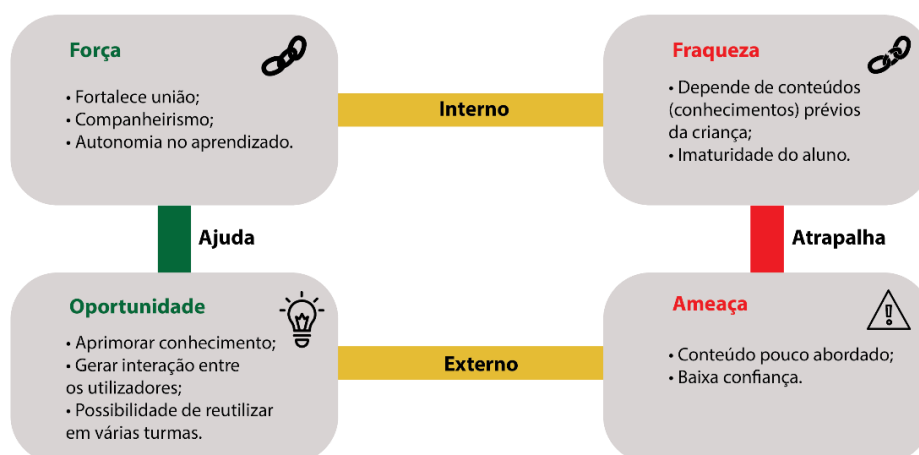 Força
• Fortalece união;
• Companheirismo;
• Autonomia no aprendizado.
Interno
Fraqueza
• Depende de conteúdos
(conhecimentos) prévios
da criança;
• Imaturidade do aluno.
Ajuda
Atrapalha
Oportunidade
• Aprimorar conhecimento;
• Gerar interação entre
os utilizadores;
• Possibilidade de reutilizar
em várias turmas.
Externo
Ameaça
• Conteúdo pouco abordado;
• Baixa confiança.